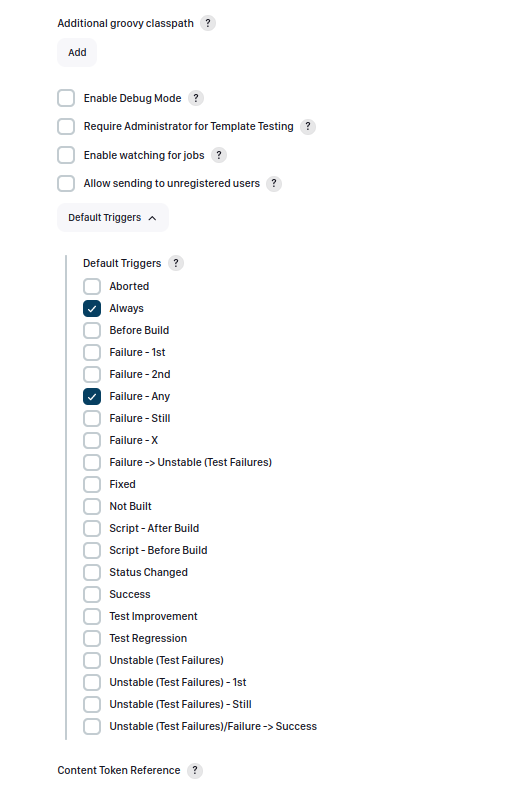 Additional groovy classpath ?
Add
Enable Debug Mode ?
Require Administrator for Template Testing ?
Enable watching for jobs ?
Allow sending to unregistered users ?
Default Triggers
Default Triggers ?
Aborted
Always
Before Build
Failure - 1st
Failure - 2nd
Failure - Any
Failure - Still
Failure - X
Failure -> Unstable (Test Failures)
Fixed
Not Built
Script - After Build
Script - Before Build
Status Changed
Success
Test Improvement
Test Regression
Unstable (Test Failures)
Unstable (Test Failures) - 1st
Unstable (Test Failures) - Still
Unstable (Test Failures)/Failure -> Success
Content Token Reference ?